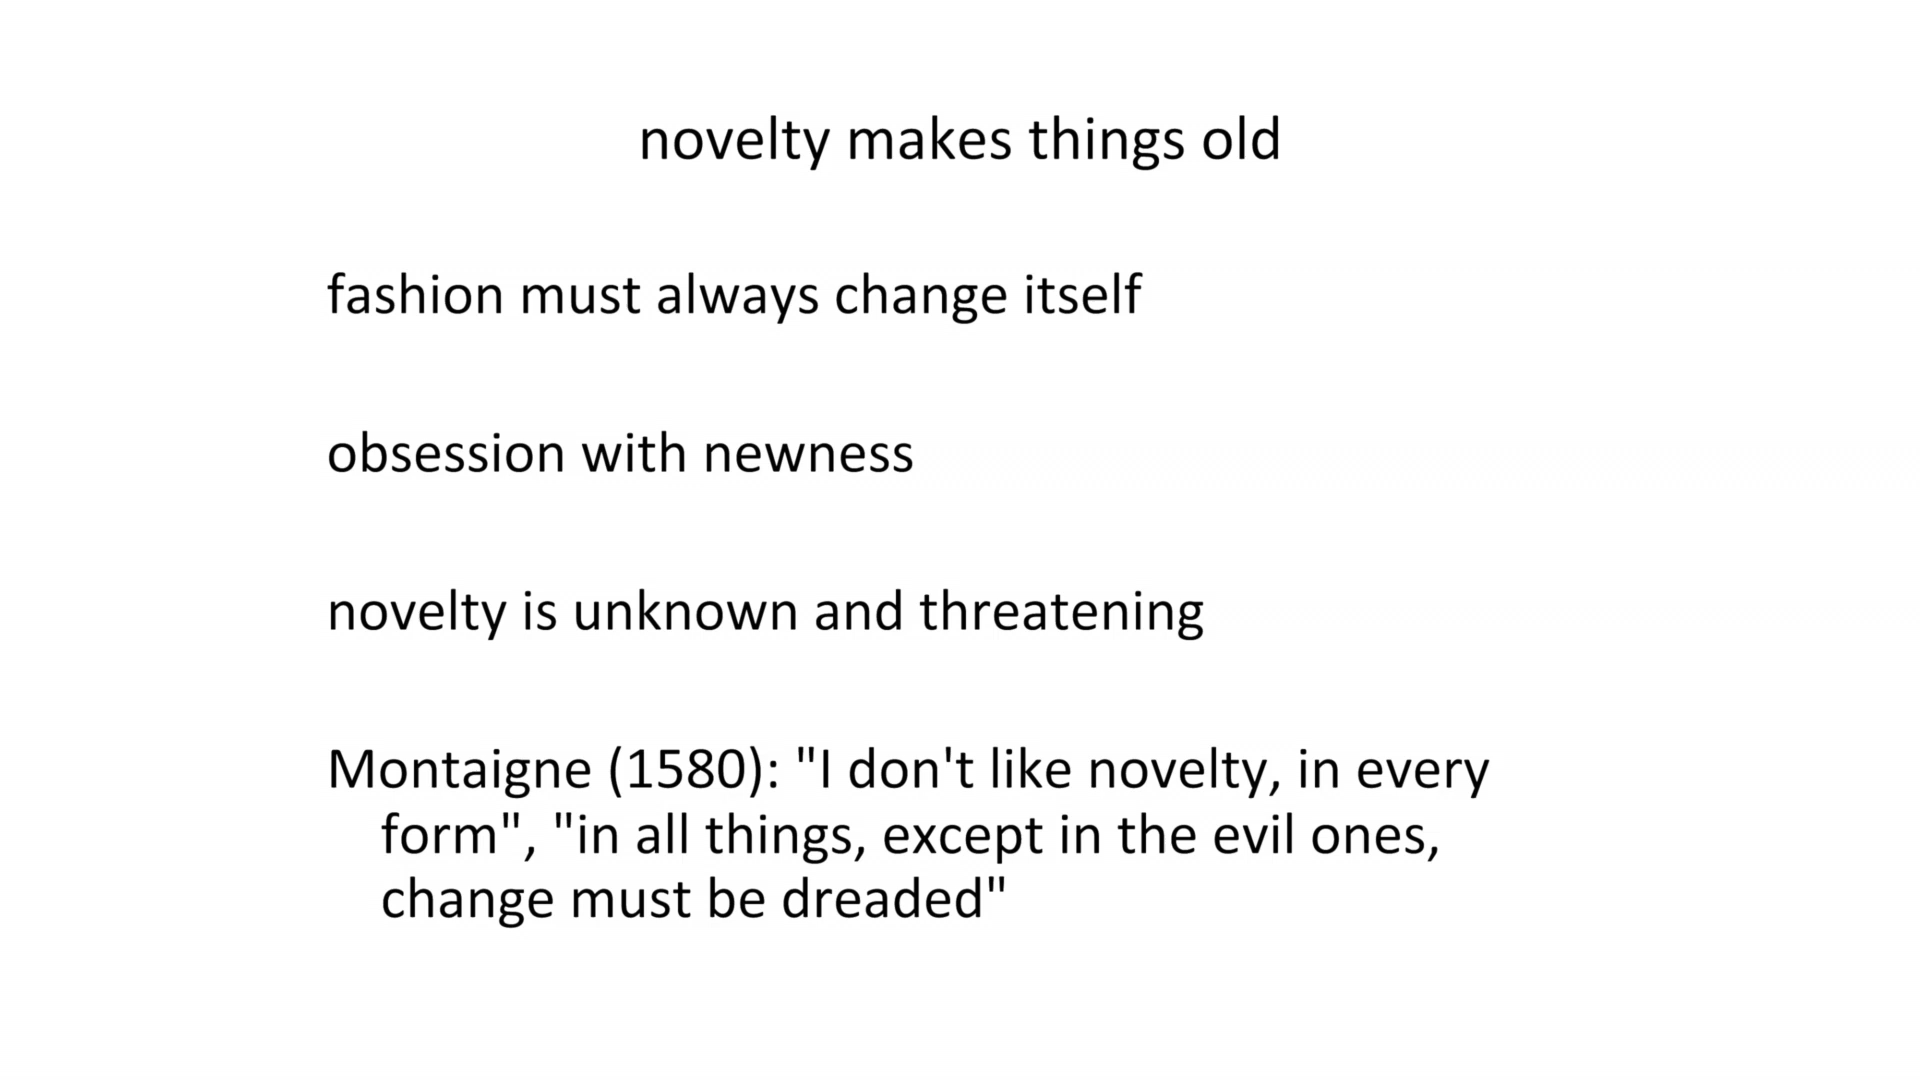 novelty makes things old
fashion must always change itself
obsession with newness
novelty is unknown and threatening
Montaigne (1580): "I don't like novelty, in every
form", "in all things, except in the evil ones,
change must be dreaded"